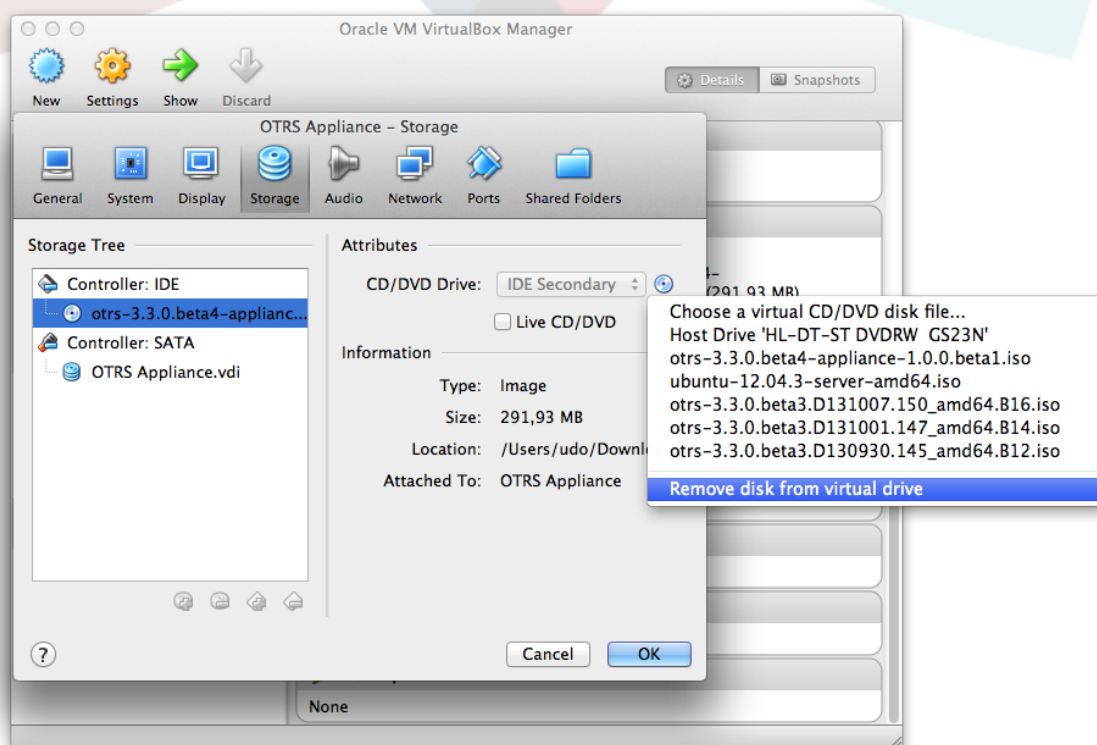 Oracle VM VirtualBox Manager
New Settings Show Discard
Details Snapshots
OTRS Appliance – Storage
General System Display Storage Audio Network Ports Shared Folders
Storage Tree
Controller: IDE
otrs-3.3.0.beta4-applianc...
Controller: SATA
OTRS Appliance.vdi
Attributes
CD/DVD Drive: IDE Secondary
Live CD/DVD
Information
Type: Image
Size: 291,93 MB
Location: /Users/udo/Downl
Attached To: OTRS Appliance
(291,93 MB)
Choose a virtual CD/DVD disk file...
Host Drive 'HL-DT-ST DVDRW GS23N'
otrs-3.3.0.beta4-appliance-1.0.0.beta1.iso
ubuntu-12.04.3-server-amd64.iso
otrs-3.3.0.beta3.D131007.150_amd64.B16.iso
otrs-3.3.0.beta3.D131001.147_amd64.B14.iso
otrs-3.3.0.beta3.D130930.145_amd64.B12.iso
Remove disk from virtual drive
?
Cancel OK
None